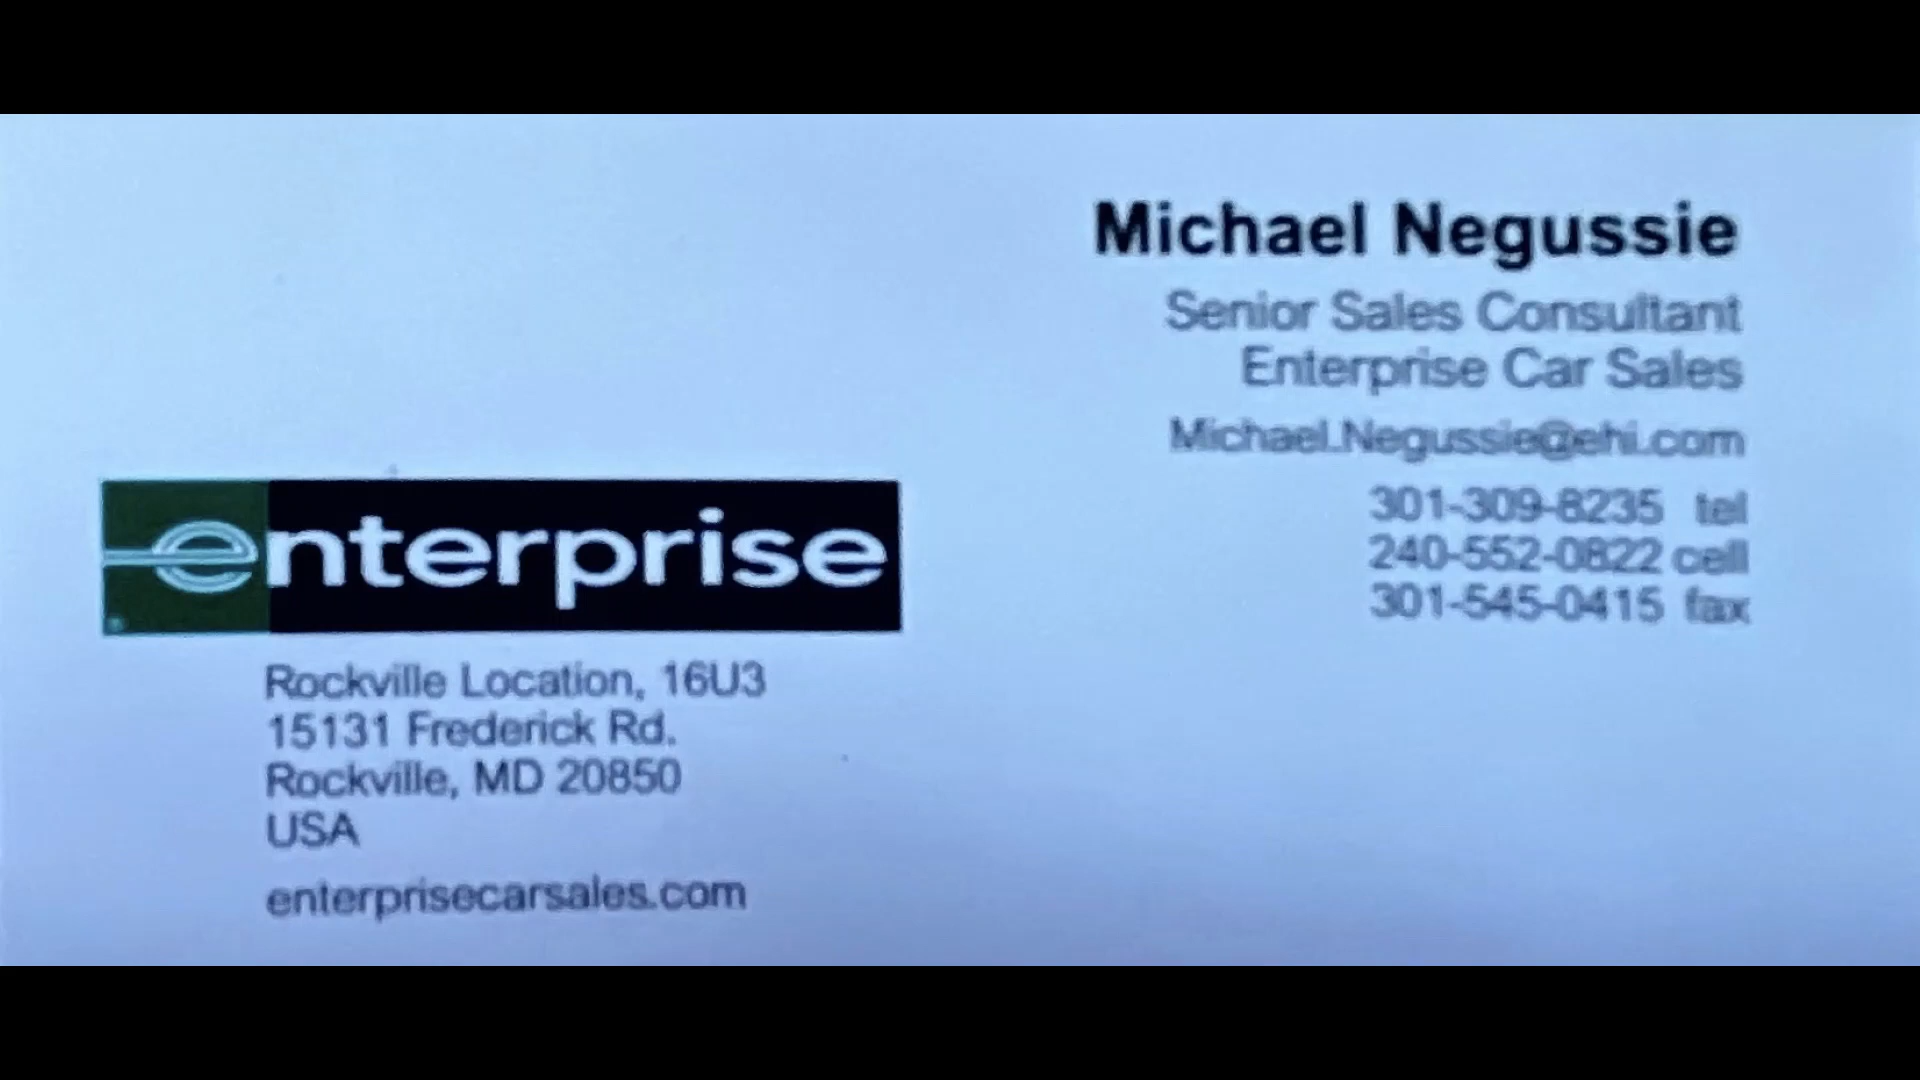 Michael Negussie
Senior Sales Consultant
Enterprise Car Sales
Michael.Negussie@ehi.com
301-309-8235 tel
240-552-0822 cell
301-545-0415 fax
enterprise
Rockville Location, 16U3
15131 Frederick Rd.
Rockville, MD 20850
USA
enterprisecarsales.com